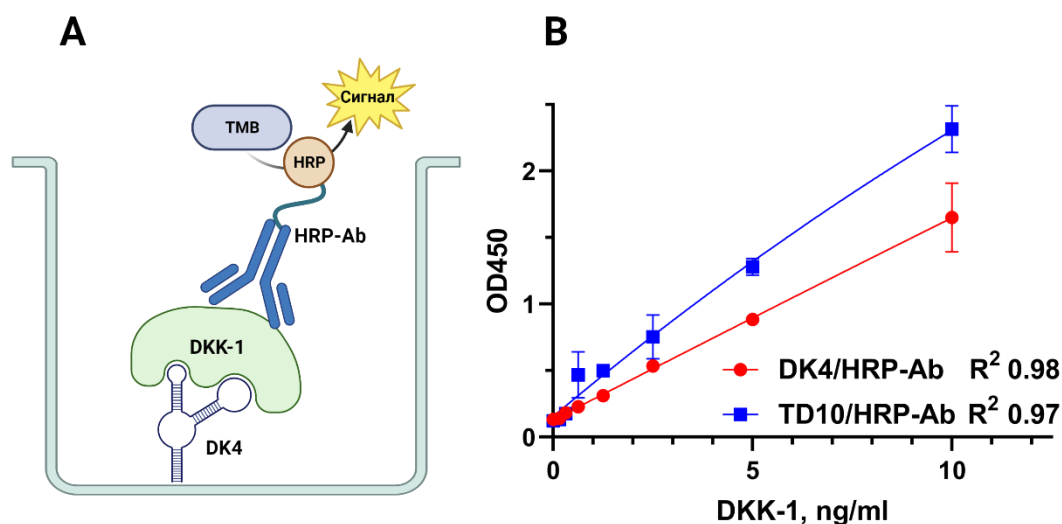 A
Сигнал
TMB
HRP
HRP-Ab
DKK-1
DK4
B
OD450
2
1
0
DK4/HRP-Ab R² 0.98
TD10/HRP-Ab R² 0.97
0 5 10
DKK-1, ng/ml